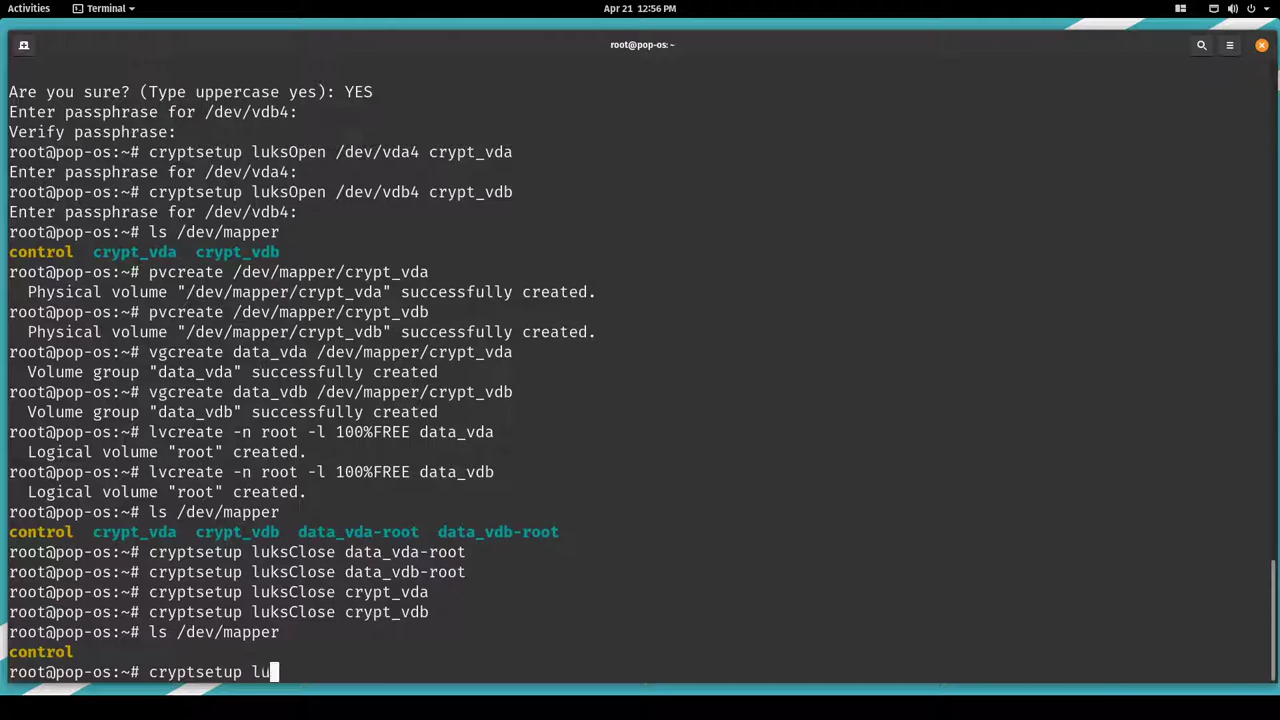 Activities Terminal Apr 21 12:56 PM
root@pop-os: ~
Are you sure? (Type uppercase yes): YES
Enter passphrase for /dev/vdb4:
Verify passphrase:
root@pop-os:~# cryptsetup luksOpen /dev/vda4 crypt_vda
Enter passphrase for /dev/vda4:
root@pop-os:~# cryptsetup luksOpen /dev/vdb4 crypt_vdb
Enter passphrase for /dev/vdb4:
root@pop-os:~# ls /dev/mapper
control crypt_vda crypt_vdb
root@pop-os:~# pvcreate /dev/mapper/crypt_vda
Physical volume "/dev/mapper/crypt_vda" successfully created.
root@pop-os:~# pvcreate /dev/mapper/crypt_vdb
Physical volume "/dev/mapper/crypt_vdb" successfully created.
root@pop-os:~# vgcreate data_vda /dev/mapper/crypt_vda
Volume group "data_vda" successfully created
root@pop-os:~# vgcreate data_vdb /dev/mapper/crypt_vdb
Volume group "data_vdb" successfully created
root@pop-os:~# lvcreate -n root -l 100%FREE data_vda
Logical volume "root" created.
root@pop-os:~# lvcreate -n root -l 100%FREE data_vdb
Logical volume "root" created.
root@pop-os:~# ls /dev/mapper
control crypt_vda crypt_vdb data_vda-root data_vdb-root
root@pop-os:~# cryptsetup luksClose data_vda-root
root@pop-os:~# cryptsetup luksClose data_vdb-root
root@pop-os:~# cryptsetup luksClose crypt_vda
root@pop-os:~# cryptsetup luksClose crypt_vdb
root@pop-os:~# ls /dev/mapper
control
root@pop-os:~# cryptsetup lu